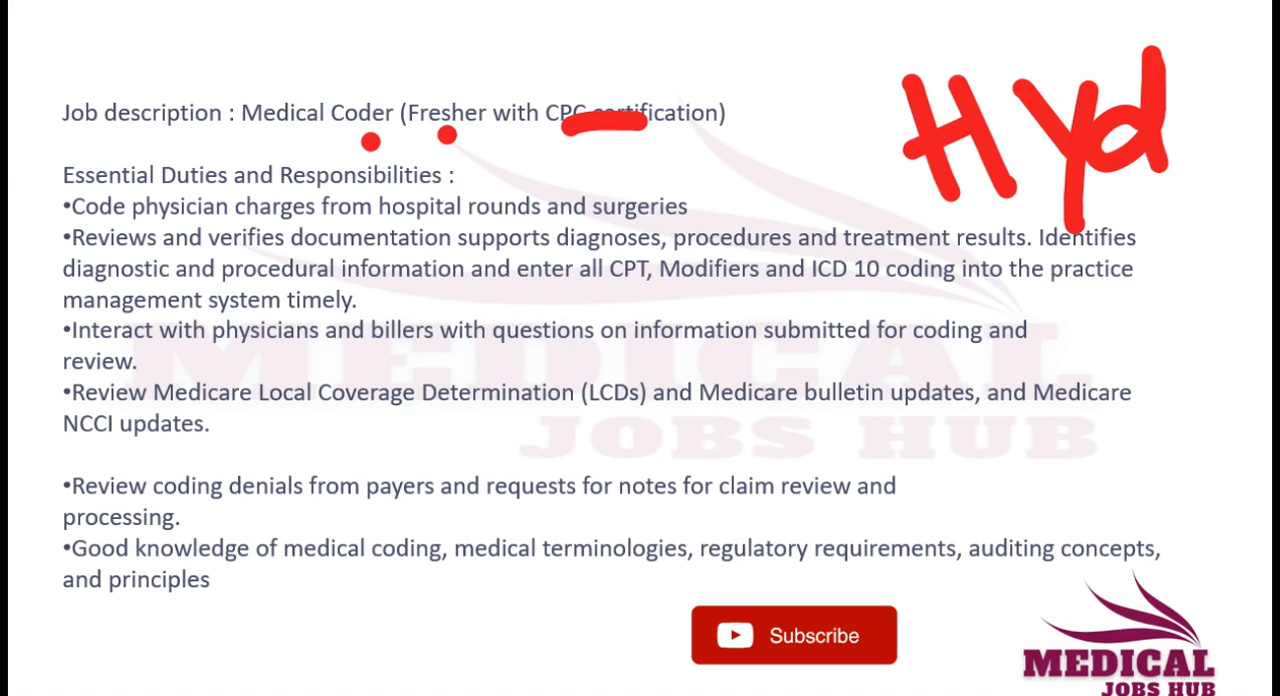 Hyd
Job description : Medical Coder (Fresher with CPC certification)
Essential Duties and Responsibilities :
•Code physician charges from hospital rounds and surgeries
•Reviews and verifies documentation supports diagnoses, procedures and treatment results. Identifies
diagnostic and procedural information and enter all CPT, Modifiers and ICD 10 coding into the practice
management system timely.
•Interact with physicians and billers with questions on information submitted for coding and
review.
•Review Medicare Local Coverage Determination (LCDs) and Medicare bulletin updates, and Medicare
NCCI updates.
•Review coding denials from payers and requests for notes for claim review and
processing.
•Good knowledge of medical coding, medical terminologies, regulatory requirements, auditing concepts,
and principles
MEDICAL
JOBS HUB
Subscribe
MEDICAL
JOBS HUB